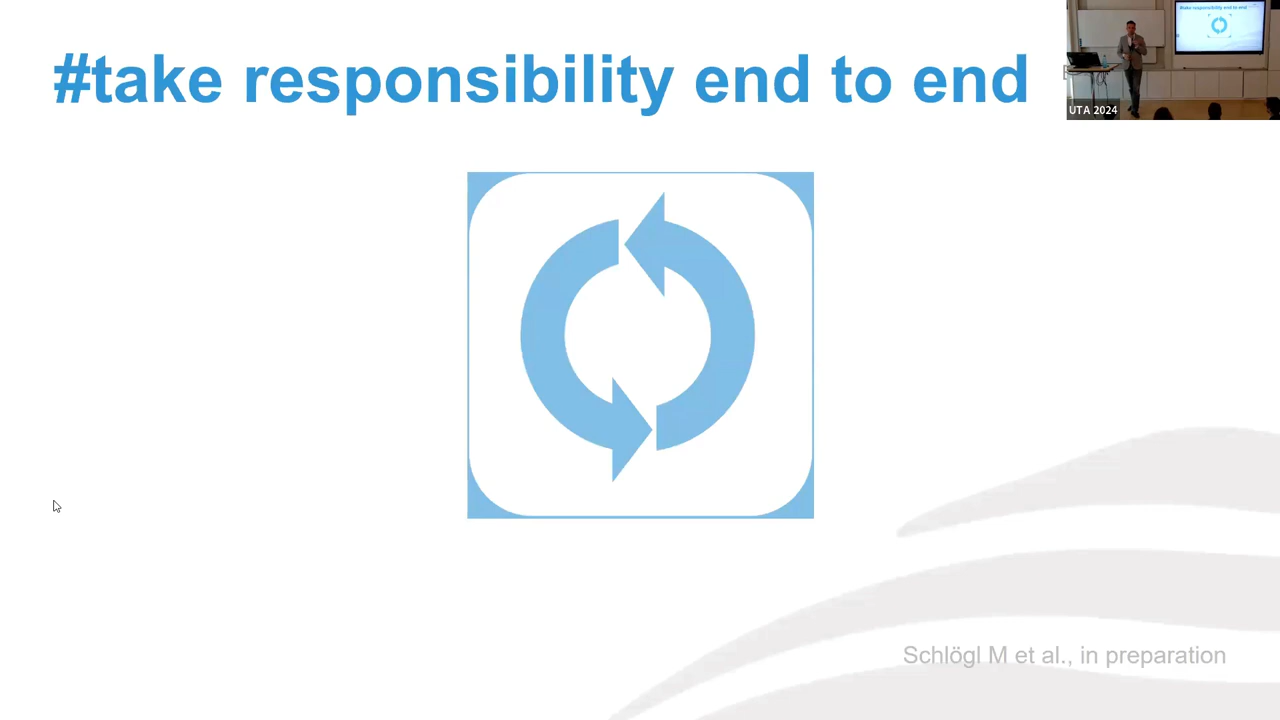 #take responsibility end to end
UTA 2024
Schlögl M et al., in preparation